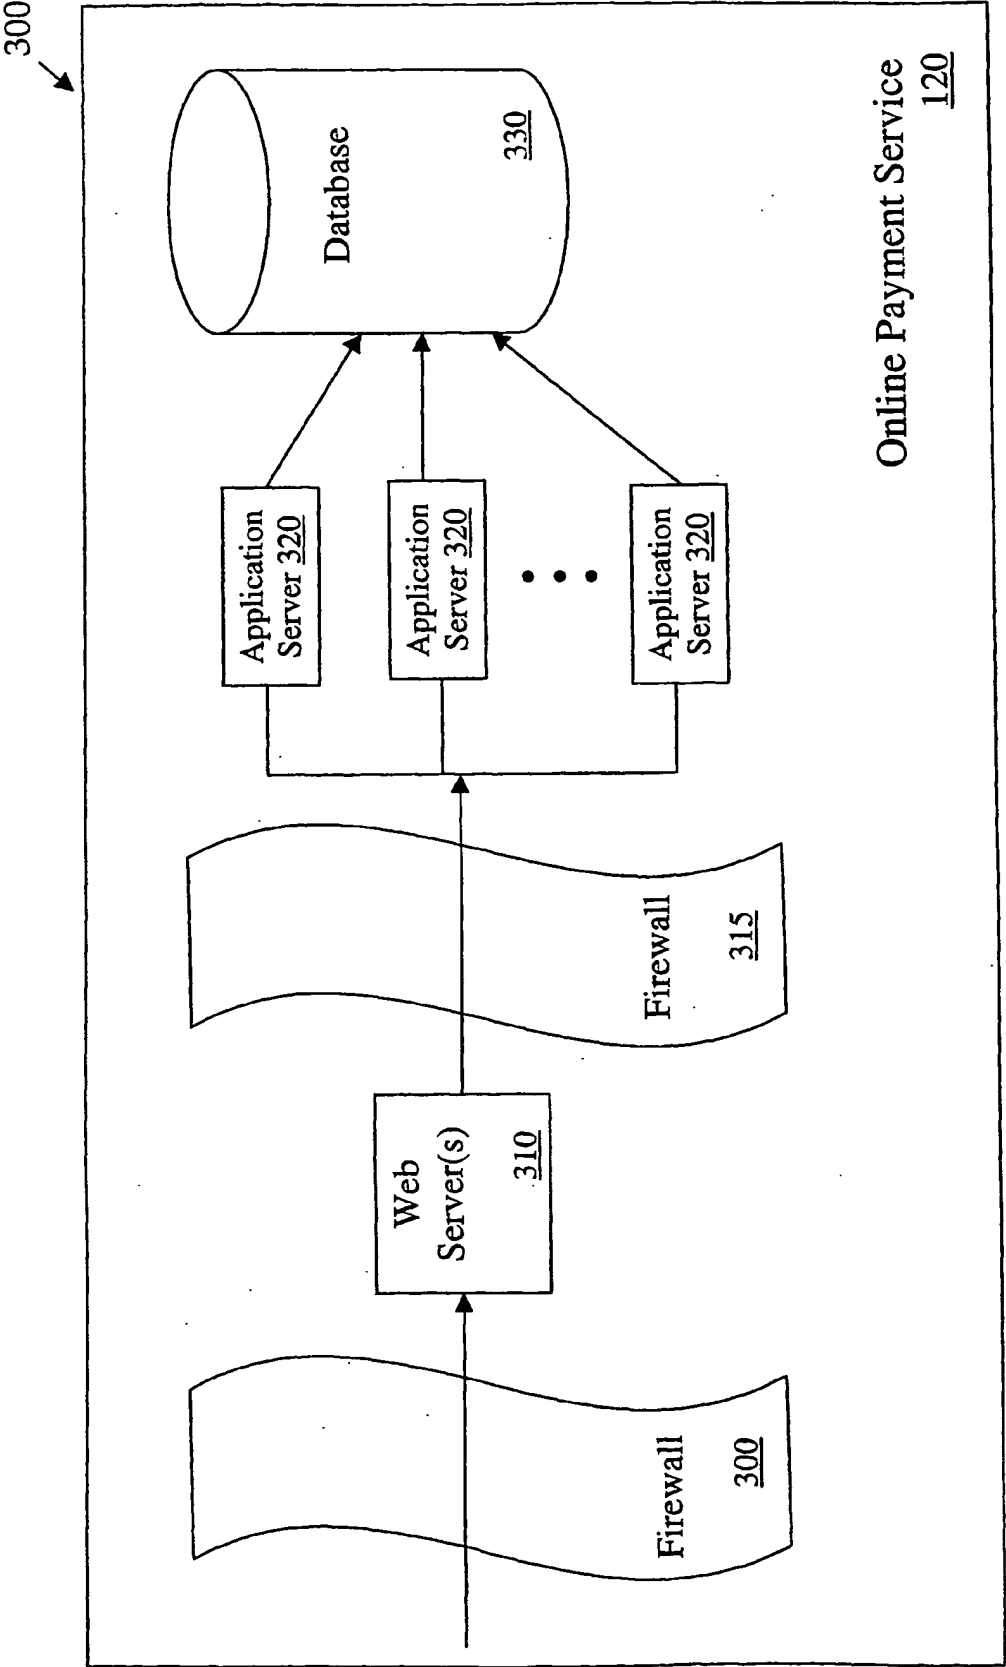 300
Firewall
300
Web
Server(s)
310
Firewall
315
Application
Server 320
Application
Server 320
Application
Server 320
Database
330
Online Payment Service
120